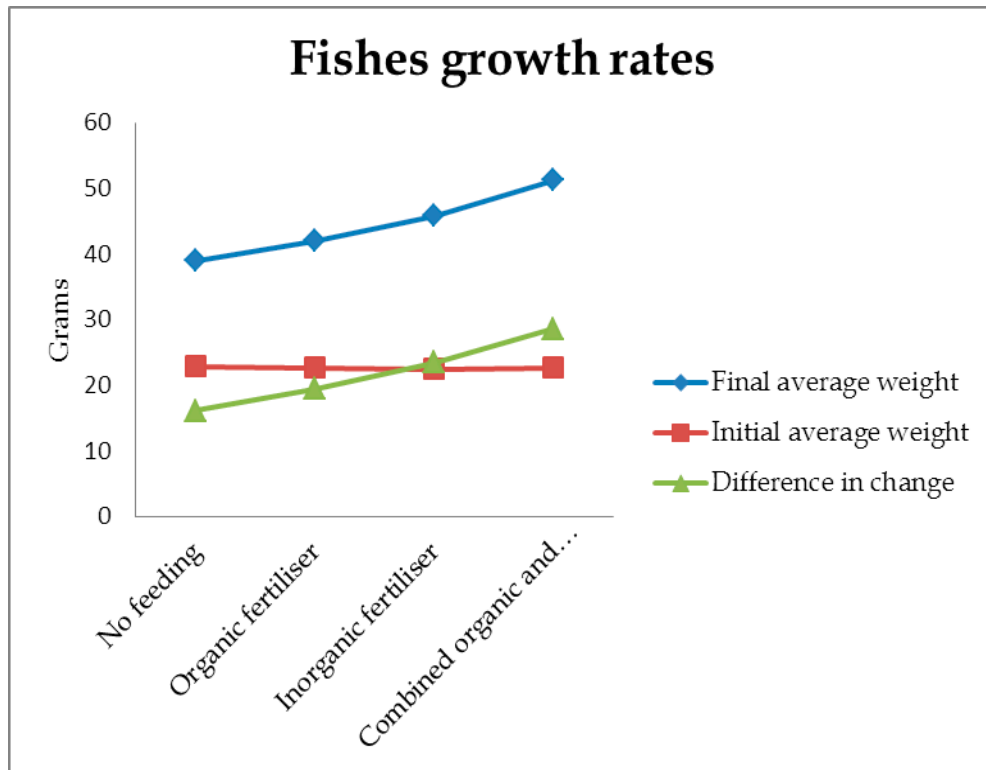 Fishes growth rates
60
50
40
30
20
10
0
Grams
No feeding
Organic fertiliser
Inorganic fertiliser
Combined organic and...
Final average weight
Initial average weight
Difference in change